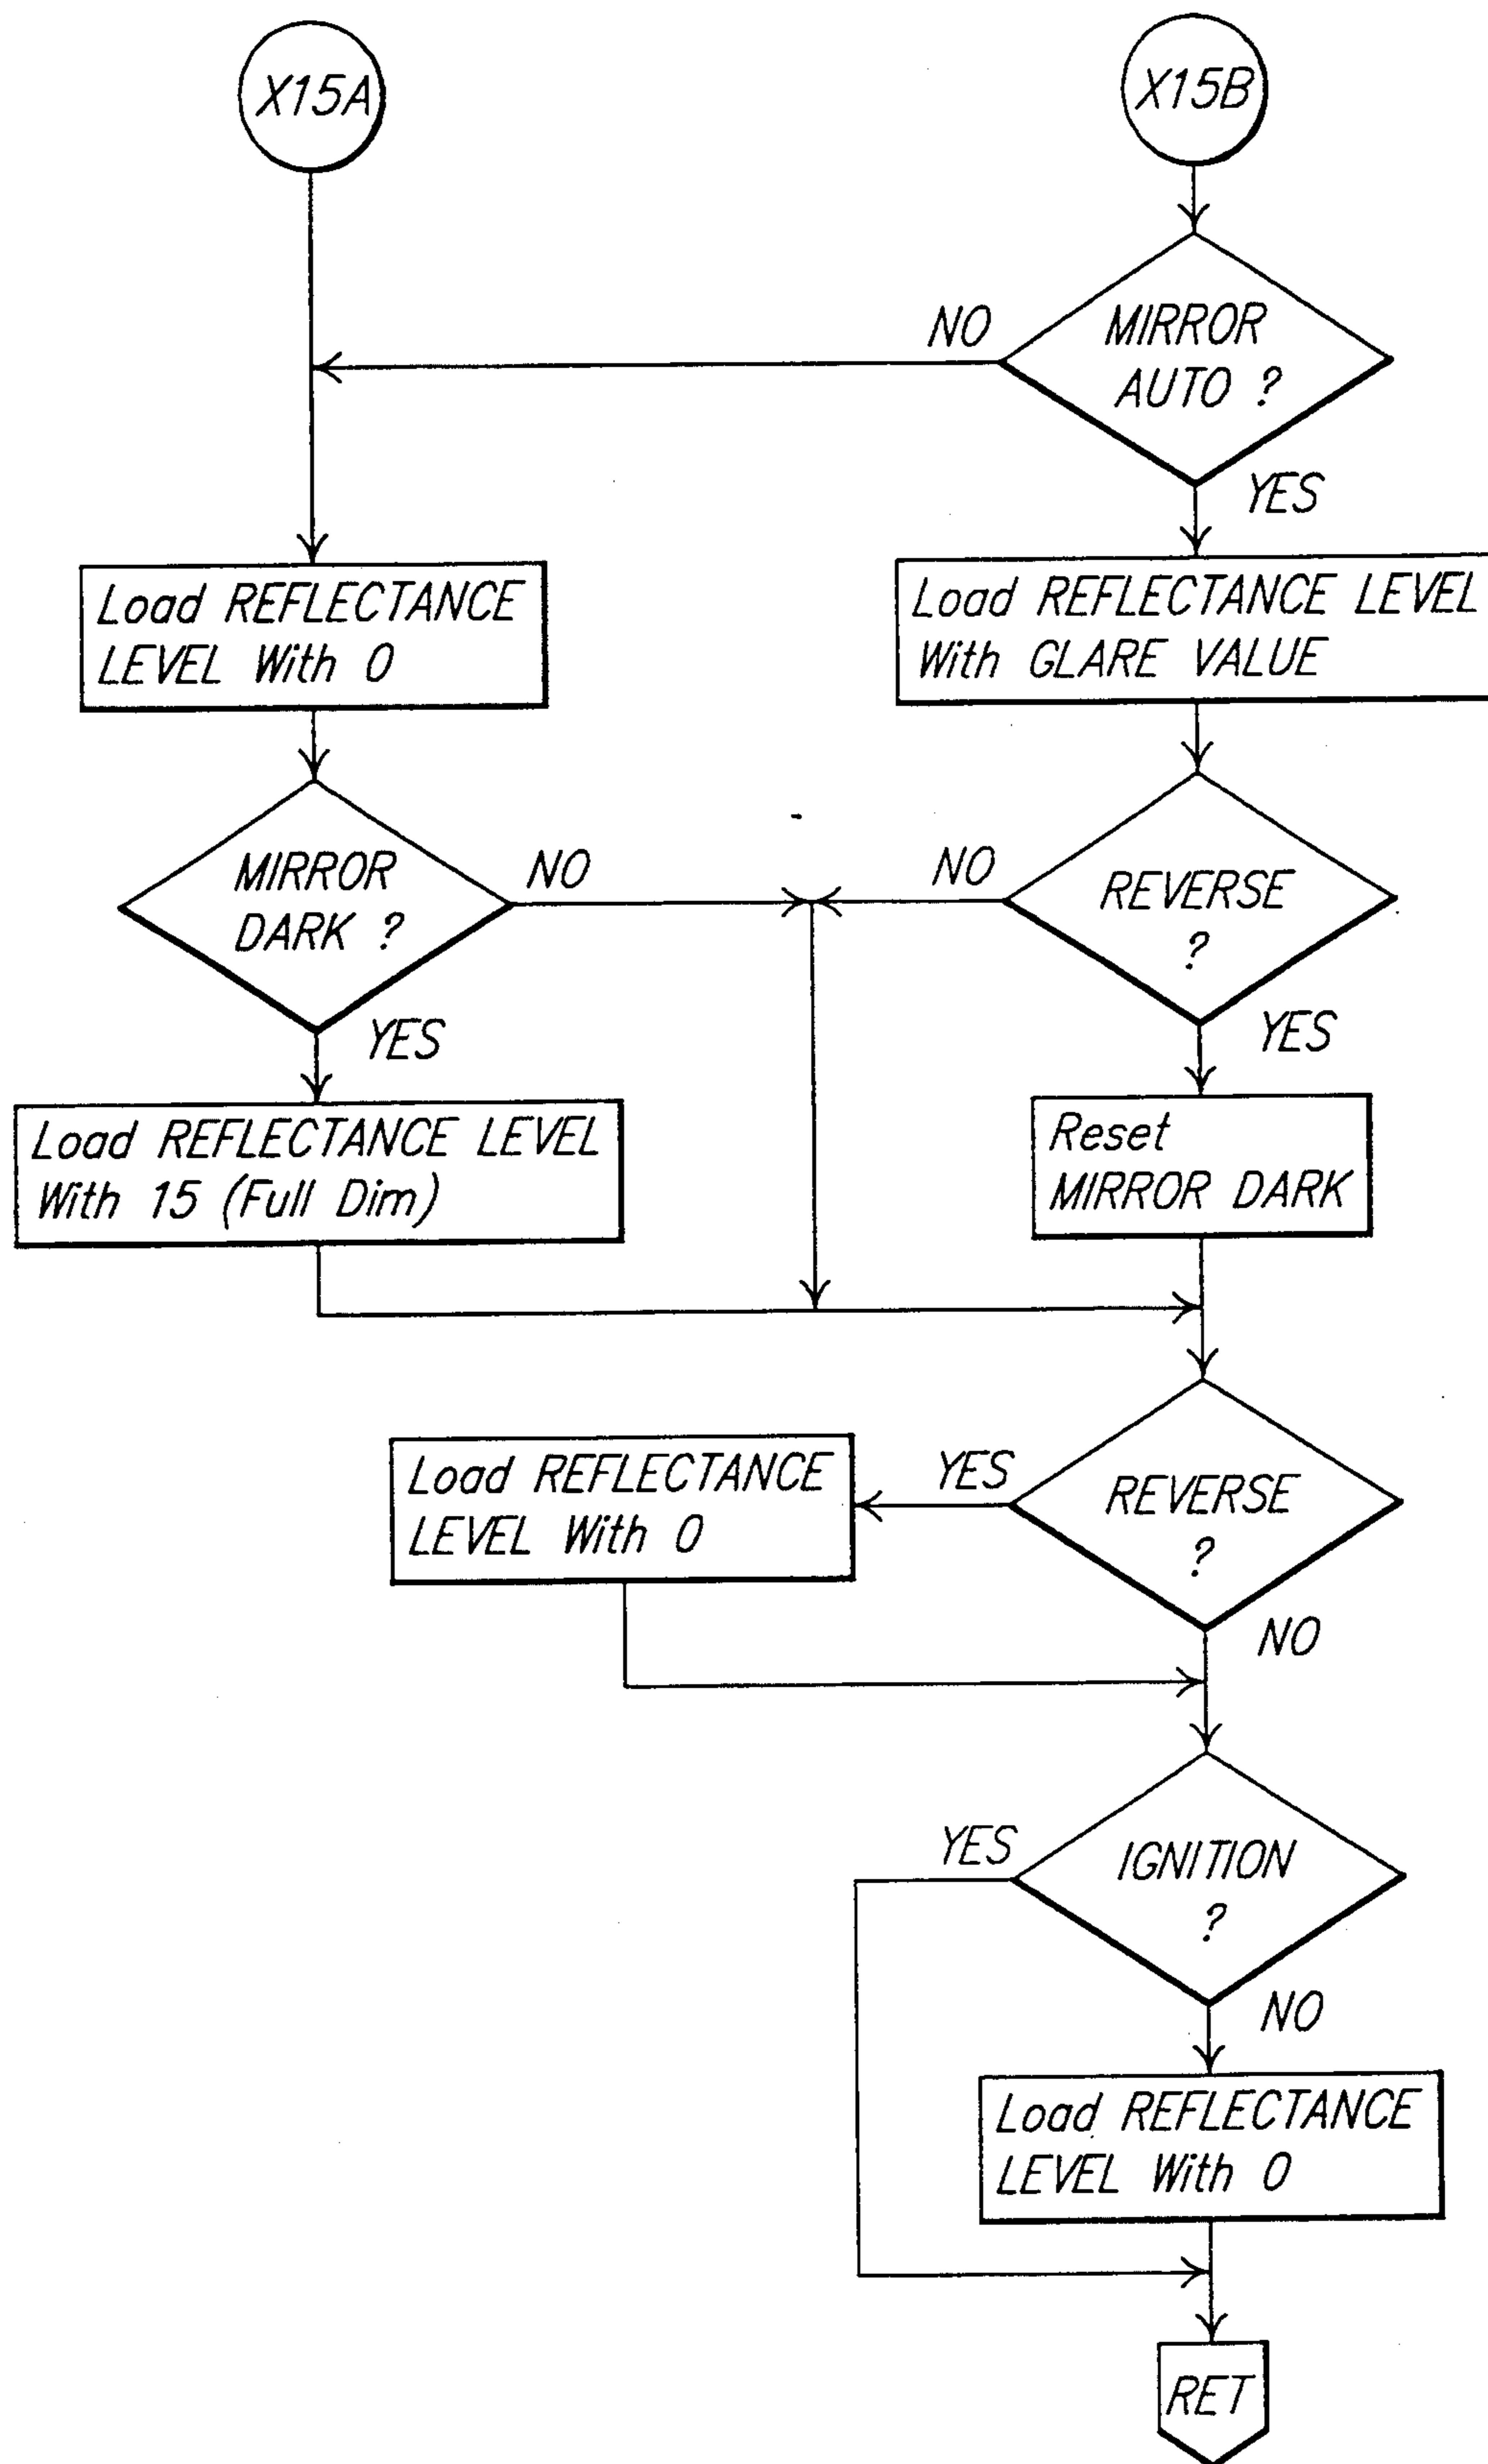 X15A
X15B
MIRROR
AUTO ?
NO
YES
Load REFLECTANCE
LEVEL With 0
Load REFLECTANCE LEVEL
With GLARE VALUE
MIRROR
DARK ?
NO
YES
NO
REVERSE
?
YES
Load REFLECTANCE LEVEL
With 15 (Full Dim)
Reset
MIRROR DARK
REVERSE
?
YES
NO
Load REFLECTANCE
LEVEL With 0
YES
IGNITION
?
NO
Load REFLECTANCE
LEVEL With 0
RET